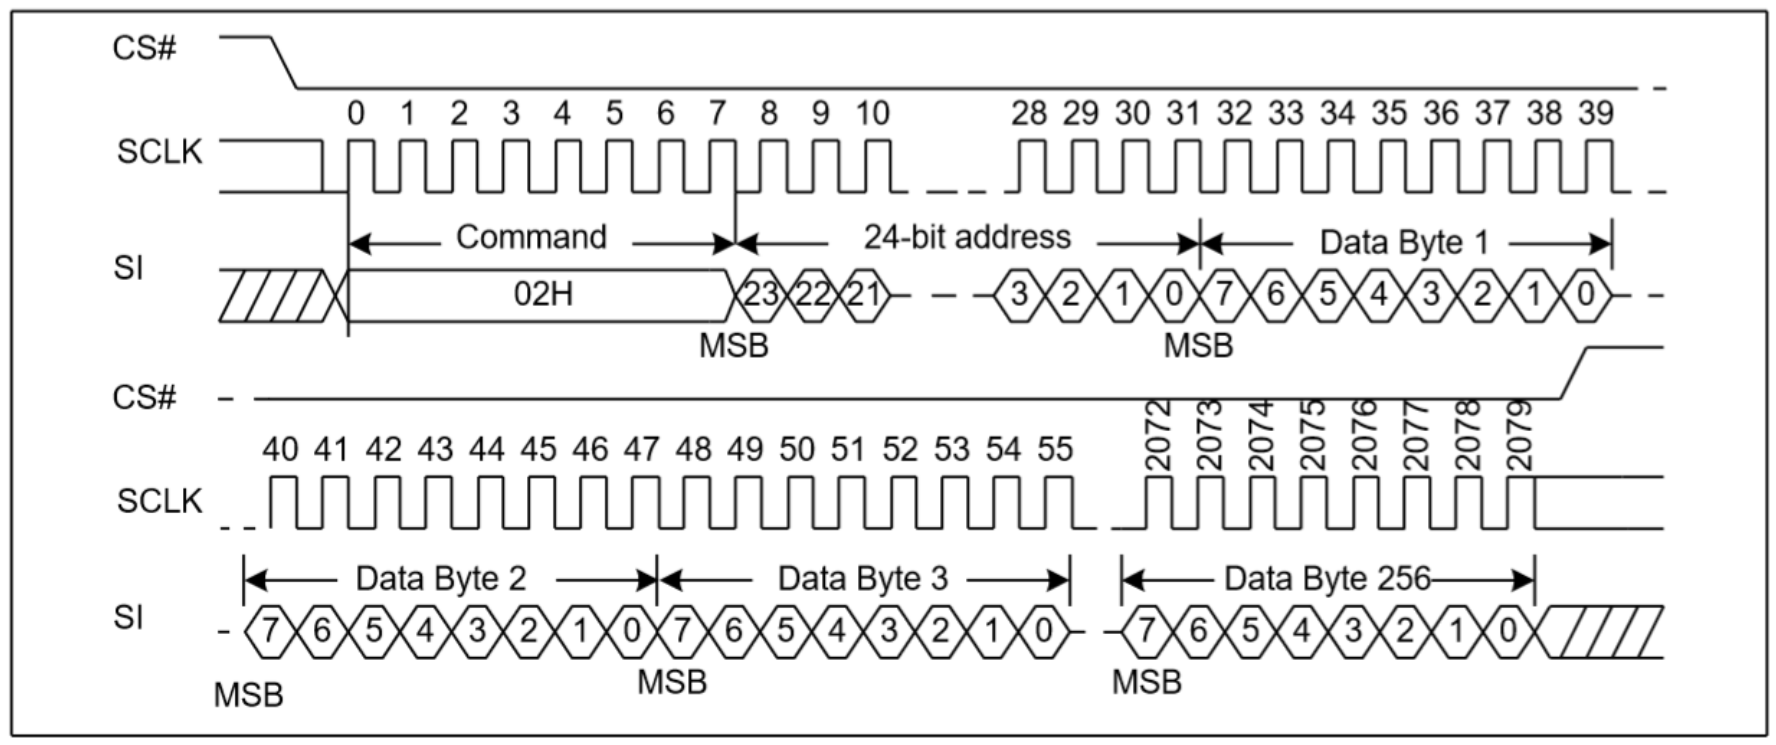 CS#
0 1 2 3 4 5 6 7 8 9 10 28 29 30 31 32 33 34 35 36 37 38 39
SCLK
Command 24-bit address Data Byte 1
SI
02H 23 22 21 3 2 1 0 7 6 5 4 3 2 1 0
MSB MSB
CS#
40 41 42 43 44 45 46 47 48 49 50 51 52 53 54 55 2072 2073 2074 2075 2076 2077 2078 2079
SCLK
Data Byte 2 Data Byte 3 Data Byte 256
SI
7 6 5 4 3 2 1 0 7 6 5 4 3 2 1 0 7 6 5 4 3 2 1 0
MSB MSB MSB